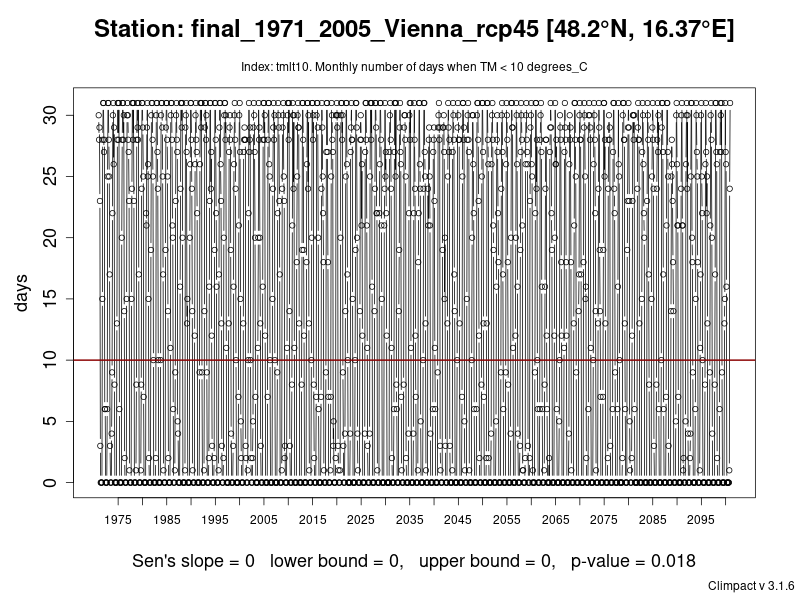 Station: final_1971_2005_Vienna_rcp45 [48.2°N, 16.37°E]
Index: tmlt10. Monthly number of days when TM < 10 degrees_C
days
30
25
20
15
10
5
0
1975 1985 1995 2005 2015 2025 2035 2045 2055 2065 2075 2085 2095
Sen's slope = 0 lower bound = 0, upper bound = 0, p-value = 0.018
Climpact v 3.1.6